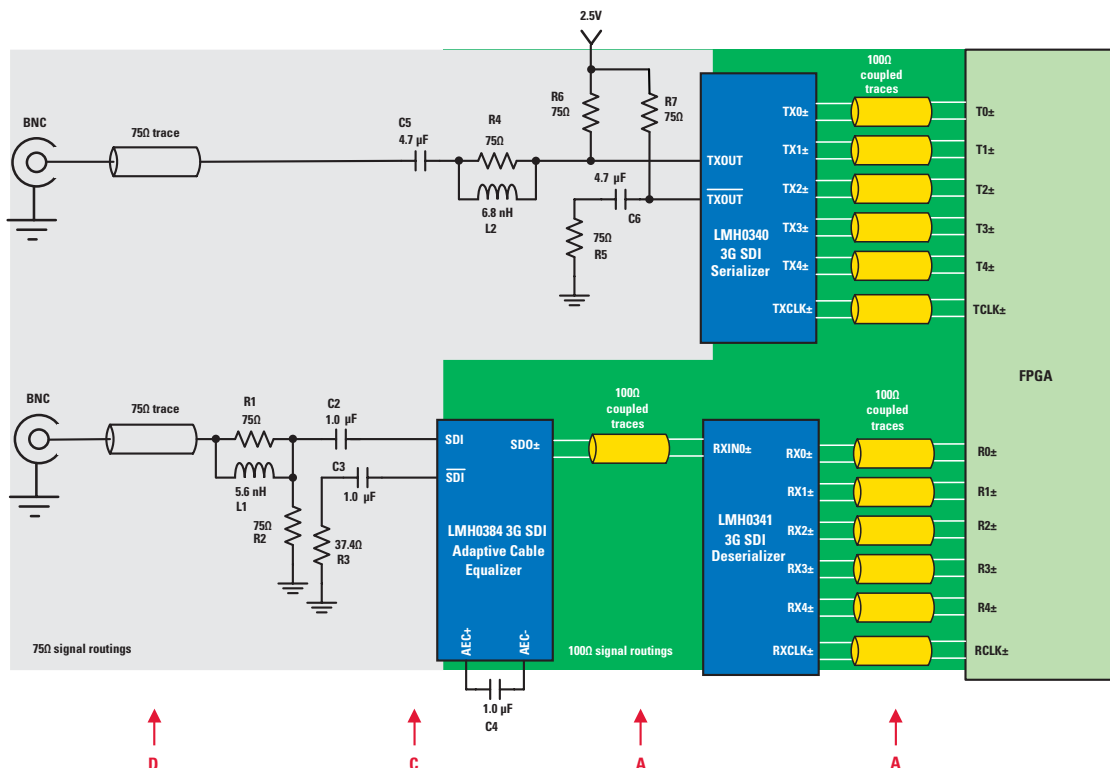 2.5V
BNC
75Ω trace
C5
4.7 µF
R4
75Ω
6.8 nH
L2
R6
75Ω
R7
75Ω
4.7 µF
C6
75Ω
R5
TXOUT
TXOUT
LMH0340
3G SDI
Serializer
TX0±
TX1±
TX2±
TX3±
TX4±
TXCLK±
100Ω
coupled
traces
T0±
T1±
T2±
T3±
T4±
TCLK±
FPGA
BNC
75Ω trace
R1
75Ω
5.6 nH
L1
75Ω
R2
C2
1.0 µF
C3
1.0 µF
37.4Ω
R3
SDI
SDI
SDO±
LMH0384 3G SDI
Adaptive Cable
Equalizer
AEC+
AEC-
1.0 µF
C4
100Ω
coupled
traces
RXIN0±
LMH0341
3G SDI
Deserializer
RX0±
RX1±
RX2±
RX3±
RX4±
RXCLK±
100Ω
coupled
traces
R0±
R1±
R2±
R3±
R4±
RCLK±
75Ω signal routings
100Ω signal routings
D
C
A
A